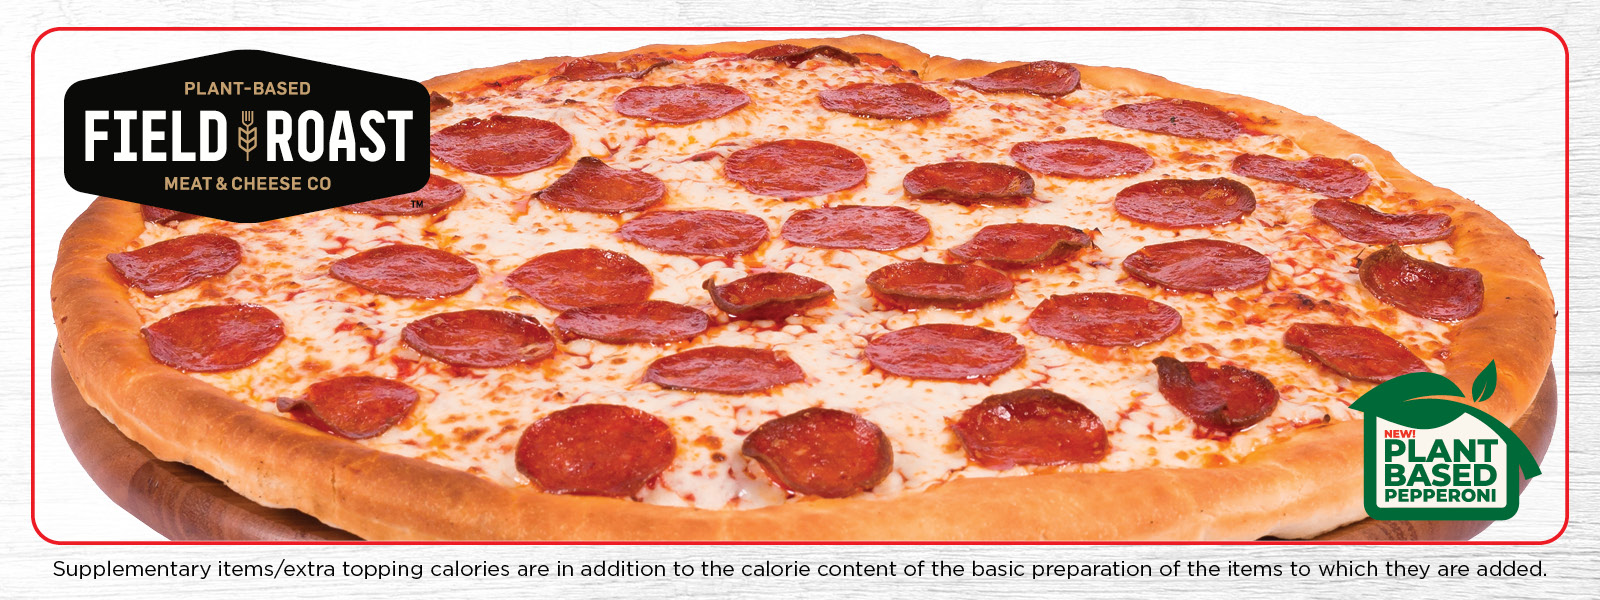 PLANT-BASED
FIELD ROAST
MEAT & CHEESE CO
TM
NEW!
PLANT
BASED
PEPPERONI
Supplementary items/extra topping calories are in addition to the calorie content of the basic preparation of the items to which they are added.